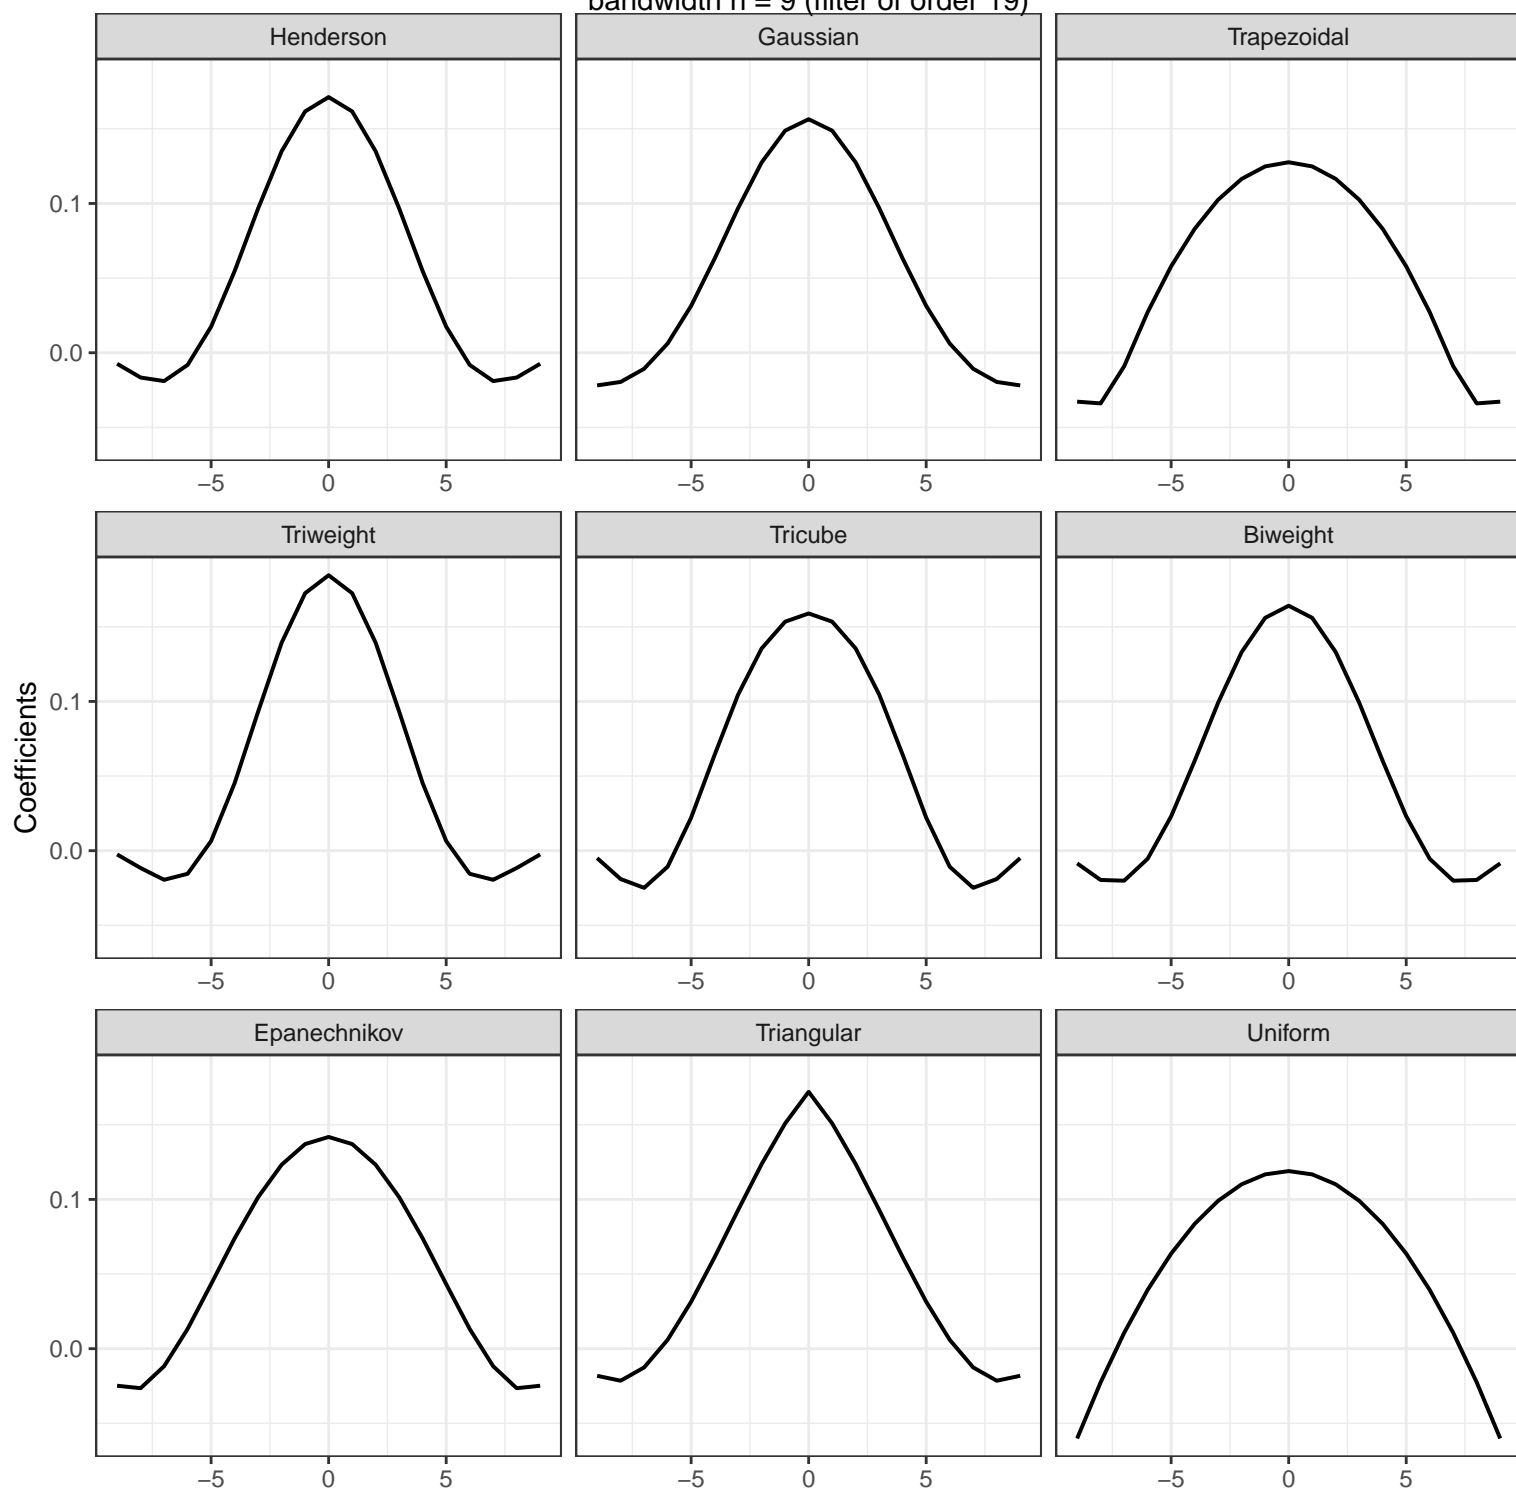 bandwidth h = 9 (filter of order 19)
Henderson Gaussian Trapezoidal
0.1
0.0
−5 0 5 −5 0 5 −5 0 5
Triweight Tricube Biweight
0.1
0.0
−5 0 5 −5 0 5 −5 0 5
Coefficients
Epanechnikov Triangular Uniform
0.1
0.0
−5 0 5 −5 0 5 −5 0 5